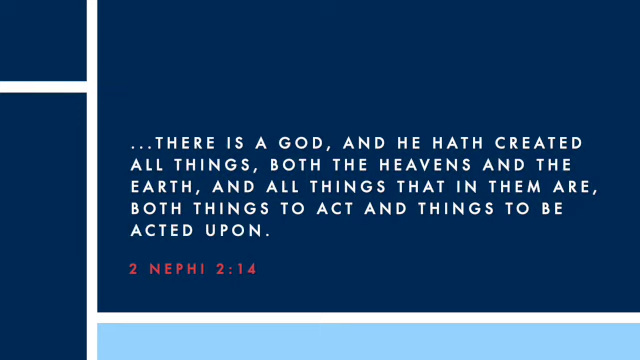 ...THERE IS A GOD, AND HE HATH CREATED
ALL THINGS, BOTH THE HEAVENS AND THE
EARTH, AND ALL THINGS THAT IN THEM ARE,
BOTH THINGS TO ACT AND THINGS TO BE
ACTED UPON.
2 NEPHI 2:14